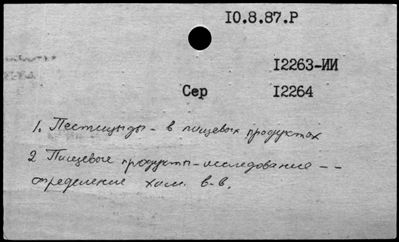 10.8.87.Р
12263-ИИ
Сер 12264
1. Пестициды - в пищевых продуктах
2 Пищевые продукты - исследование --
определение хим. в-в.